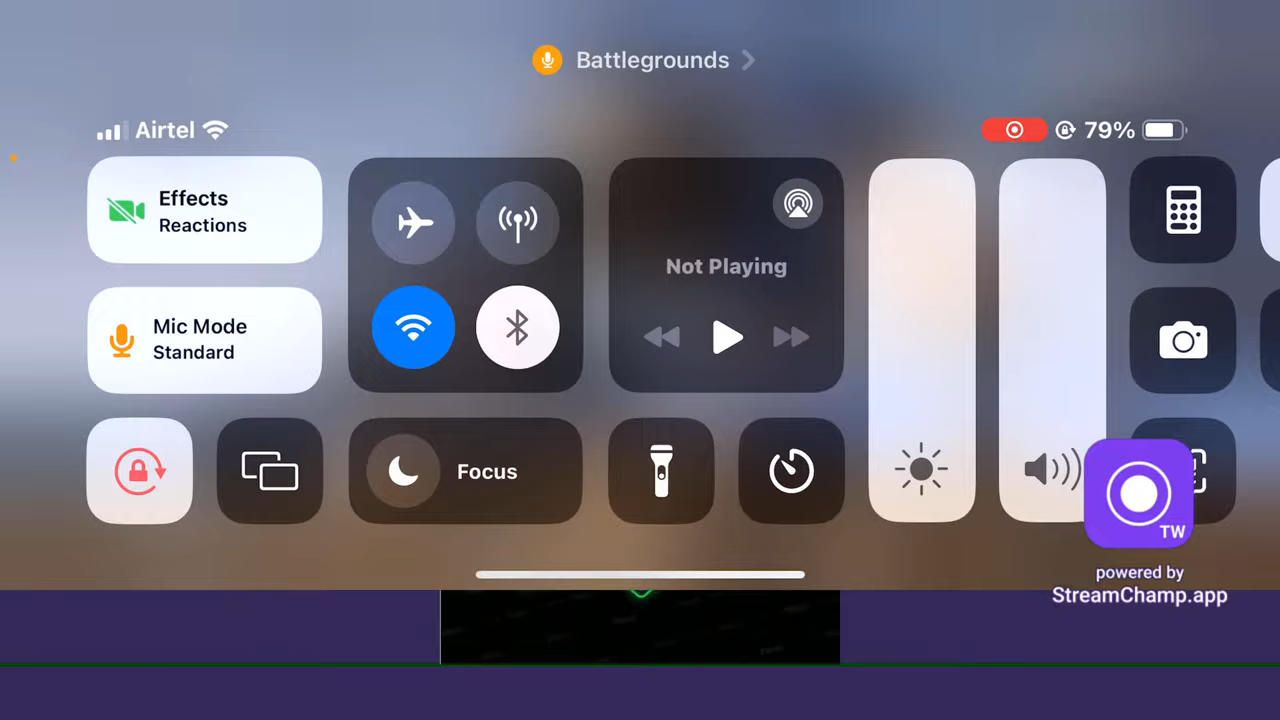 Battlegrounds
Airtel
79%
Effects
Reactions
Mic Mode
Standard
Not Playing
Focus
TW
powered by
StreamChamp.app